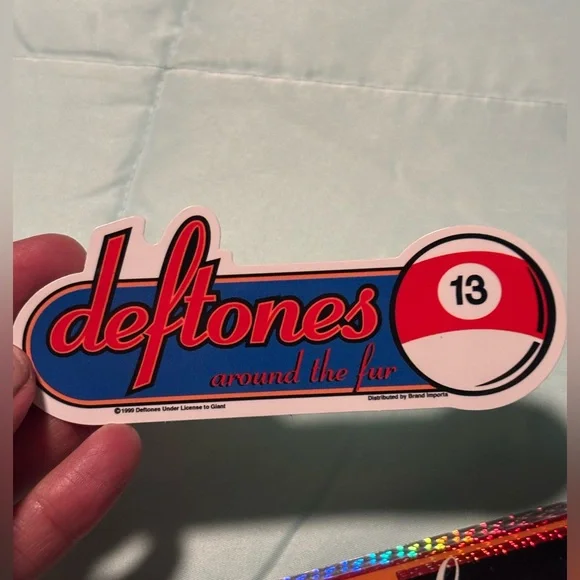 deftones
around the fur
13
©1999 Deftones Under License to Giant
Distributed by Brand Imports